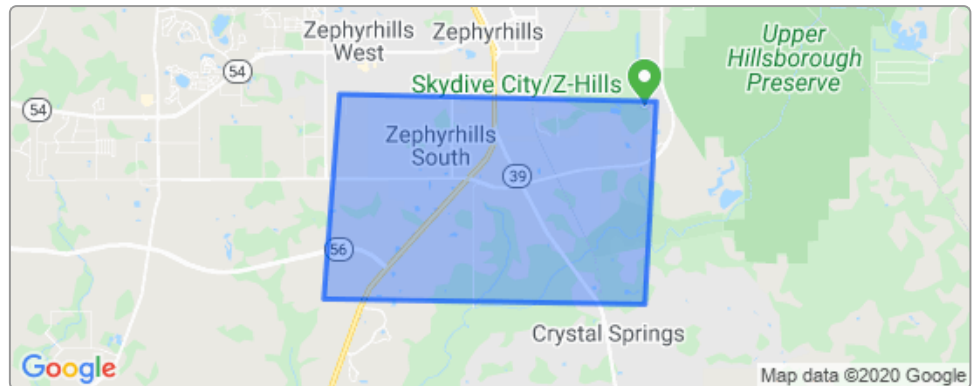 Zephyrhills
West
Zephyrhills
Upper
Hillsborough
Preserve
54
Skydive City/Z-Hills
54
Zephyrhills
South
39
56
Crystal Springs
Google
Map data ©2020 Google